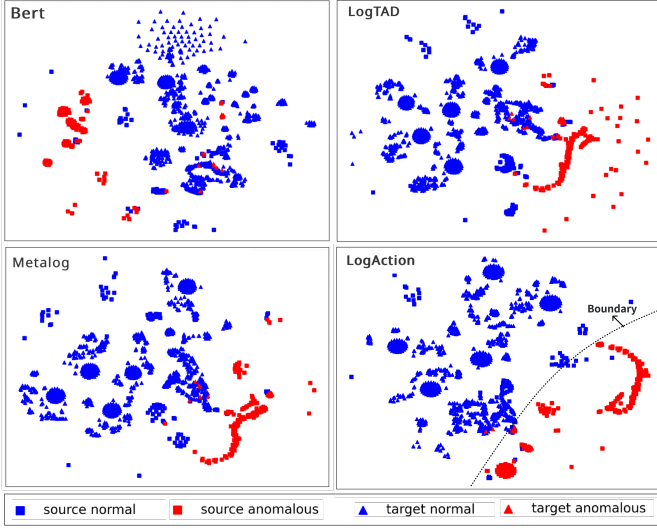 Bert
LogTAD
Metalog
LogAction
Boundary
source normal
source anomalous
target normal
target anomalous